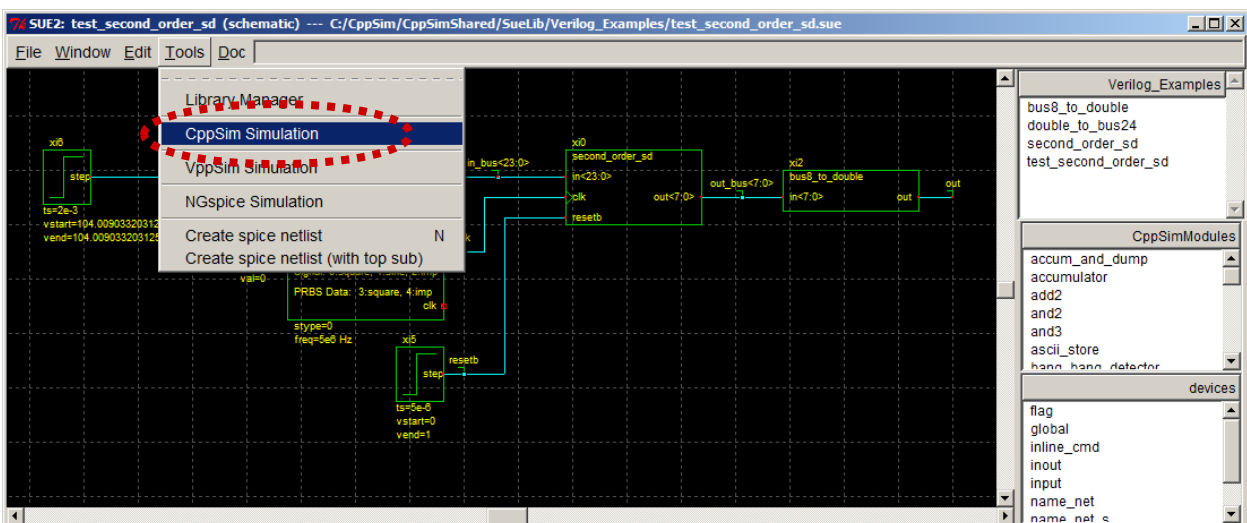 SUE2: test_second_order_sd (schematic) --- C:/CppSim/CppSimShared/SueLib/Verilog_Examples/test_second_order_sd.sue
File Window Edit Tools Doc
Library Manager
CppSim Simulation
VppSim Simulation
NGspice Simulation
Create spice netlist N
Create spice netlist (with top sub)
xi6
step
ts=2e-3
vstart=104.00903320312
vend=104.009033203125
val=0
PRBS Data: 3:square, 4:imp
clk
stype=0
freq=5e6 Hz
xi5
step
resetb
ts=5e-6
vstart=0
vend=1
in_bus<23:0>
xi0
second_order_sd
in<23:0>
clk
out<7:0>
resetb
out_bus<7:0>
xi2
bus8_to_double
in<7:0>
out
out
Verilog_Examples
bus8_to_double
double_to_bus24
second_order_sd
test_second_order_sd
CppSimModules
accum_and_dump
accumulator
add2
and2
and3
ascii_store
bang_bang_detector
devices
flag
global
inline_cmd
inout
input
name_net
name_net_s